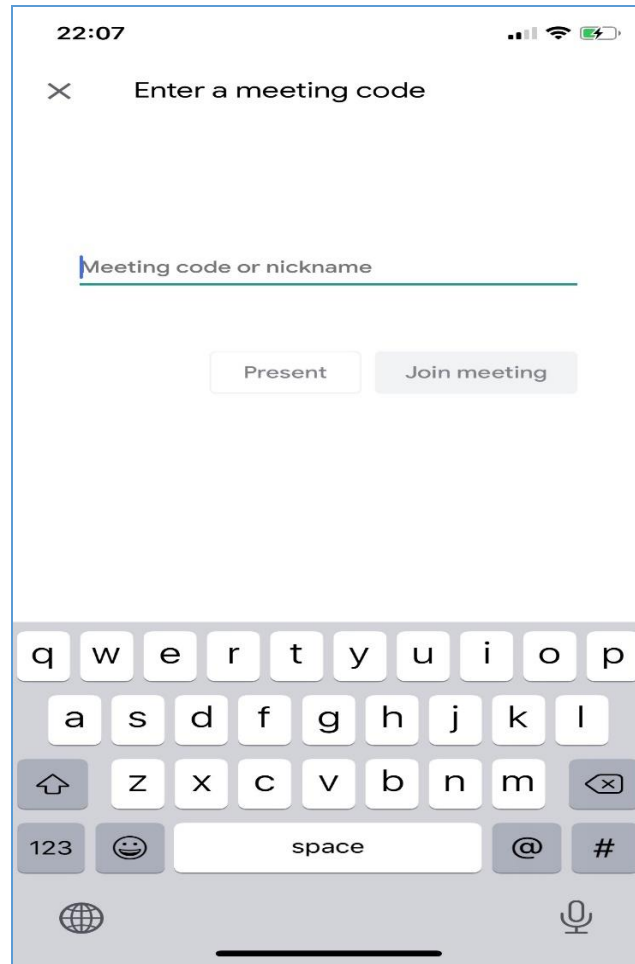 22:07
Enter a meeting code
Meeting code or nickname
Present Join meeting
q w e r t y u i o p
a s d f g h j k l
z x c v b n m
123 space @ #